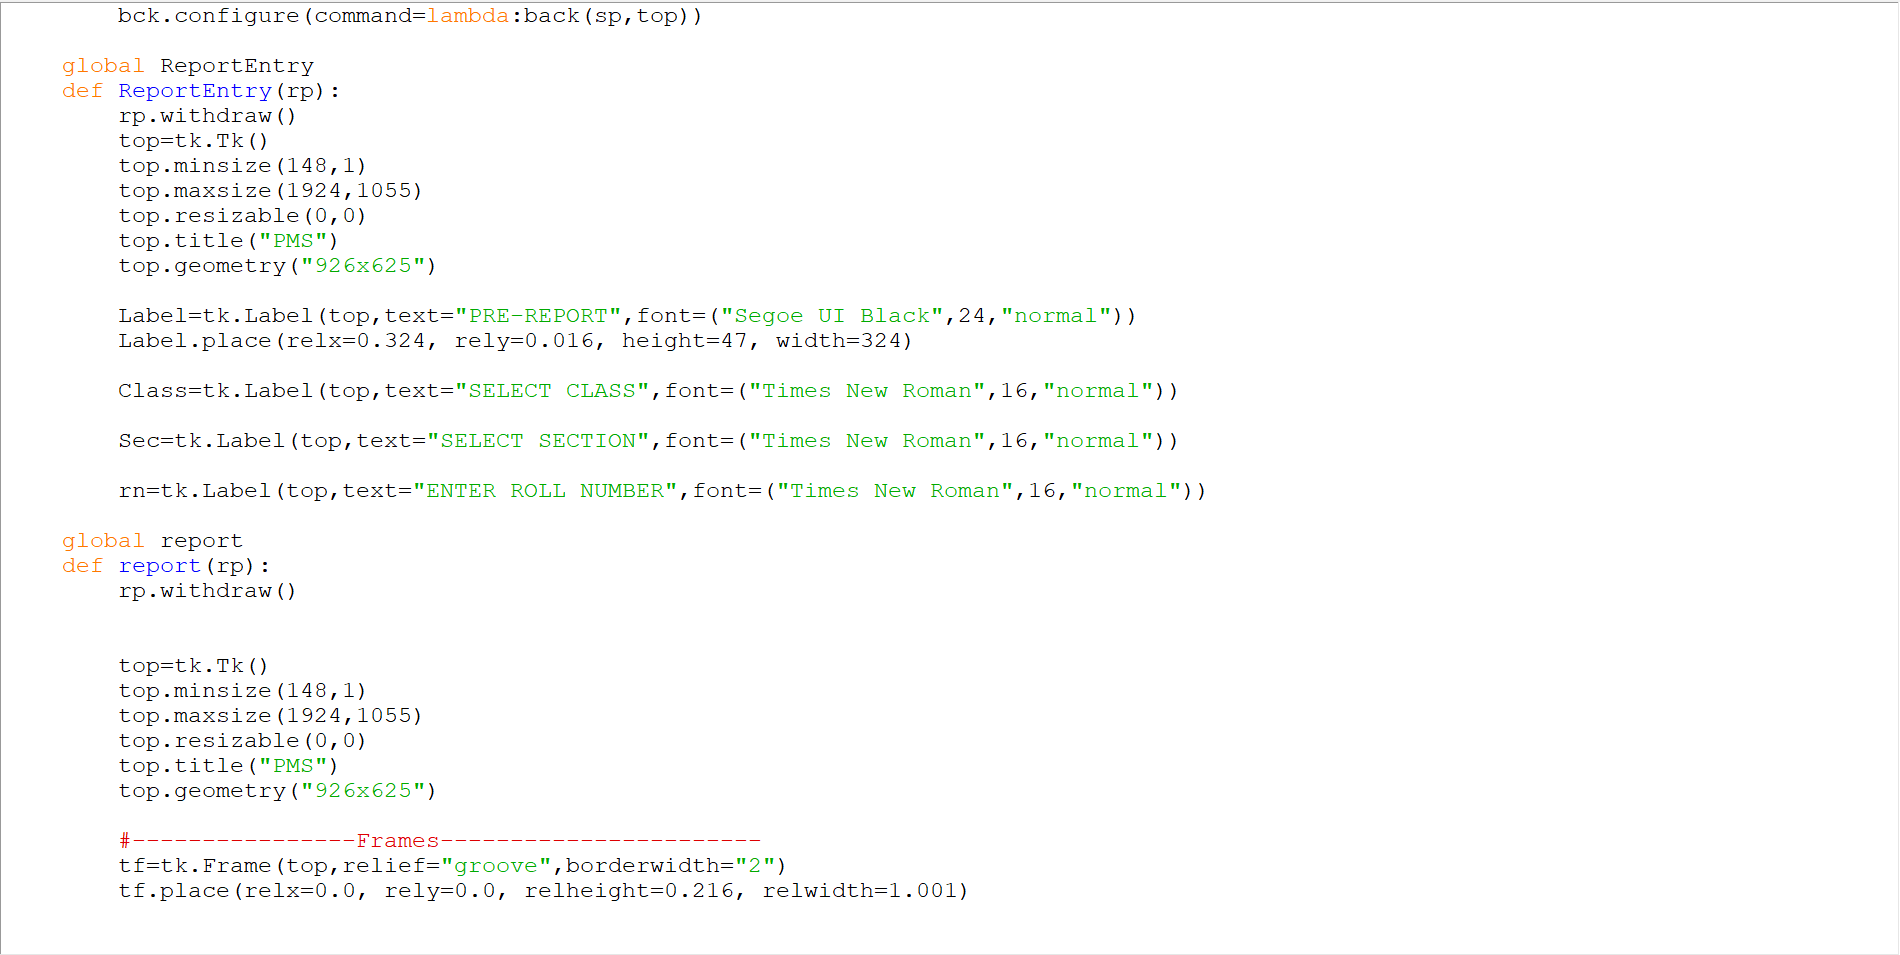 bck.configure(command=lambda:back(sp,top))
global ReportEntry
def ReportEntry(rp):
rp.withdraw()
top=tk.Tk()
top.minsize(148,1)
top.maxsize(1924,1055)
top.resizable(0,0)
top.title("PMS")
top.geometry("926x625")
Label=tk.Label(top,text="PRE-REPORT",font=("Segoe UI Black",24,"normal"))
Label.place(relx=0.324, rely=0.016, height=47, width=324)
Class=tk.Label(top,text="SELECT CLASS",font=("Times New Roman",16,"normal"))
Sec=tk.Label(top,text="SELECT SECTION",font=("Times New Roman",16,"normal"))
rn=tk.Label(top,text="ENTER ROLL NUMBER",font=("Times New Roman",16,"normal"))
global report
def report(rp):
rp.withdraw()
top=tk.Tk()
top.minsize(148,1)
top.maxsize(1924,1055)
top.resizable(0,0)
top.title("PMS")
top.geometry("926x625")
#----------------Frames-----------------------
tf=tk.Frame(top,relief="groove",borderwidth="2")
tf.place(relx=0.0, rely=0.0, relheight=0.216, relwidth=1.001)